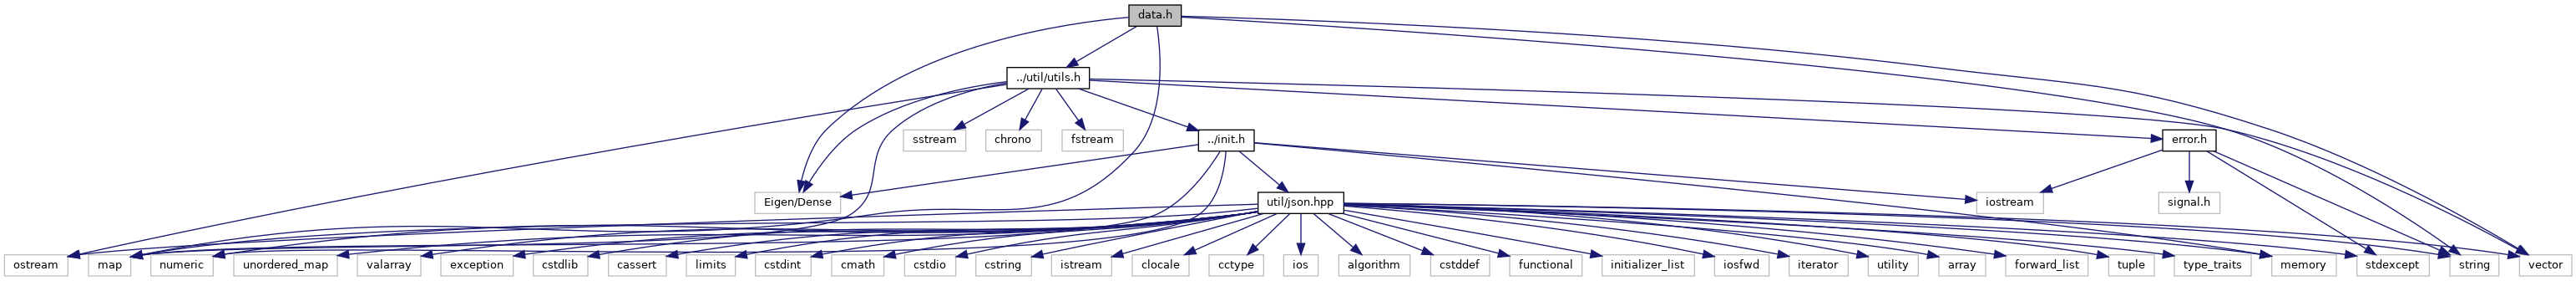 data.h
../util/utils.h
sstream
chrono
fstream
../init.h
error.h
Eigen/Dense
util/json.hpp
iostream
signal.h
ostream
map
numeric
unordered_map
valarray
exception
cstdlib
cassert
limits
cstdint
cmath
cstdio
cstring
istream
clocale
cctype
ios
algorithm
cstddef
functional
initializer_list
iosfwd
iterator
utility
array
forward_list
tuple
type_traits
memory
stdexcept
string
vector